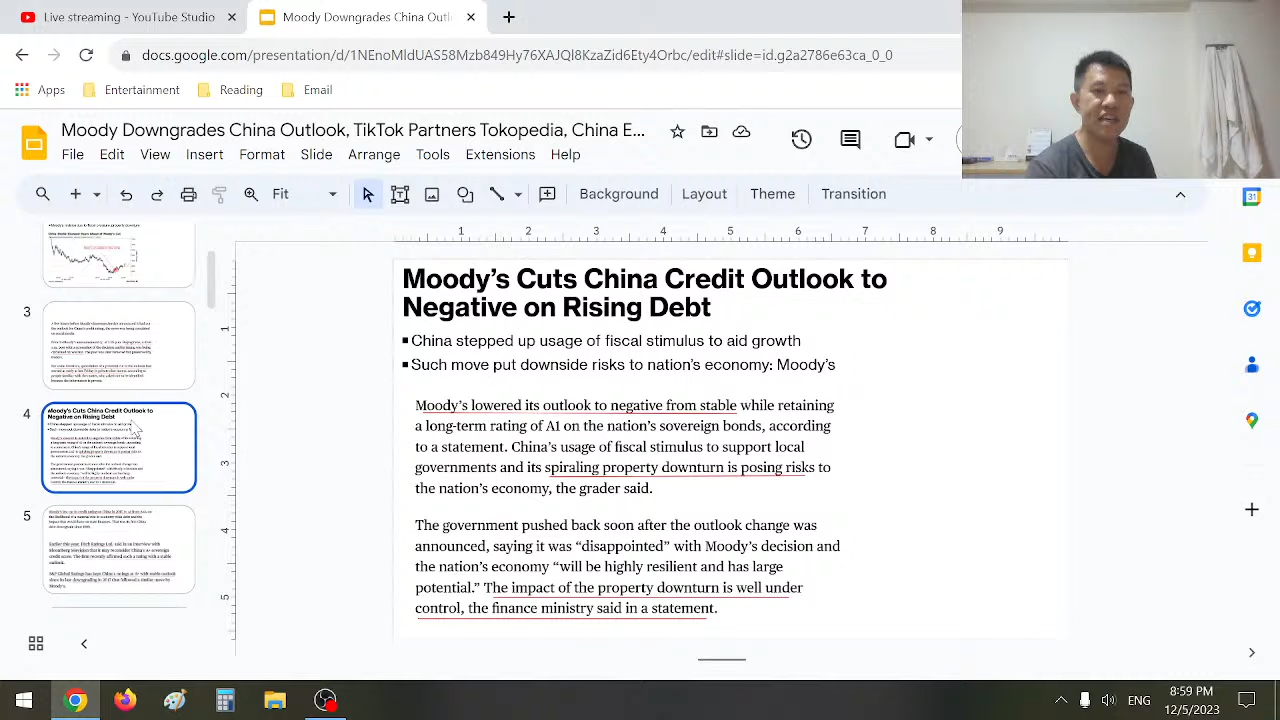 Live streaming - YouTube Studio
Moody Downgrades China Outl
docs.google.com/presentation/d/1NEnoMldUAS58Mzb849Hy76XAJQI8KzaZid6Ety4Orbc/edit#slide=id.g2a2786e63ca_0_0
Apps Entertainment Reading Email
Moody Downgrades China Outlook, TikTok Partners Tokopedia, China E...
File Edit View Insert Format Slide Arrange Tools Extensions Help
Fit Background Layout Theme Transition
3 4 5 7 8 9
3
4
Moody's Cuts China Credit Outlook to
Negative on Rising Debt
5
Moody's Cuts China Credit Outlook to
Negative on Rising Debt
China stepped up usage of fiscal stimulus to aid growth
Such move put downside risks to nation's economy: Moody's
Moody's lowered its outlook to negative from stable while retaining
a long-term rating of A1 on the nation's sovereign bonds, according
to a statement. China's usage of fiscal stimulus to support local
governments and its spiraling property downturn is posing risks to
the nation's economy, the grader said.
The government pushed back soon after the outlook change was
announced, saying it was “disappointed” with Moody's decision and
the nation's economy “will be highly resilient and has large
potential.” The impact of the property downturn is well under
control, the finance ministry said in a statement.
ENG
8:59 PM
12/5/2023